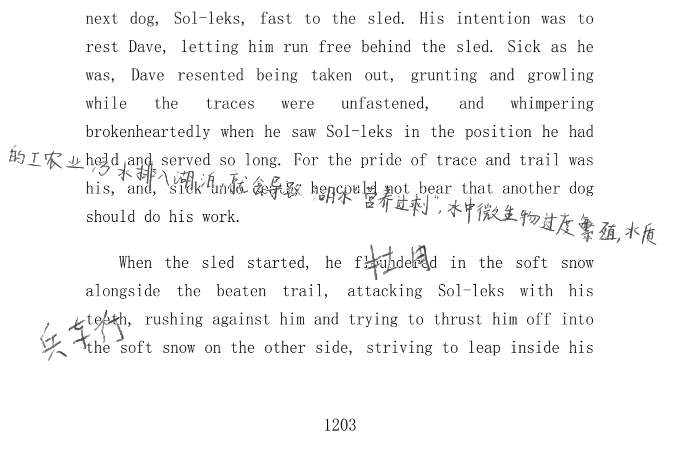 next dog, Sol-leks, fast to the sled. His intention was to
rest Dave, letting him run free behind the sled. Sick as he
was, Dave resented being taken out, grunting and growling
while the traces were unfastened, and whimpering
brokenheartedly when he saw Sol-leks in the position he had
held and served so long. For the pride of trace and trail was
的工农业污水排入湖泊,就会导致湖水"营养过剩",水中微生物过度繁殖,水质
his, and, sick unto death, he could not bear that another dog
should do his work.
When the sled started, he floundered in the soft snow
杜甫
alongside the beaten trail, attacking Sol-leks with his
teeth, rushing against him and trying to thrust him off into
兵车行
the soft snow on the other side, striving to leap inside his
1203